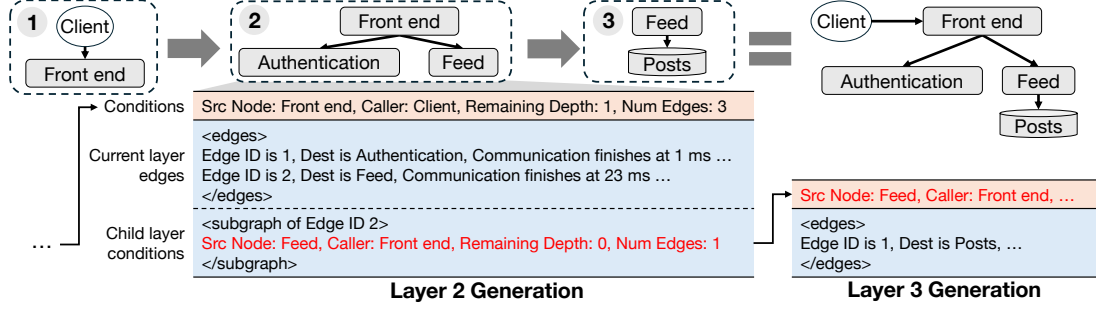 1
Client
Front end
2
Front end
Authentication
Feed
3
Feed
Posts
Client
Front end
Authentication
Feed
Posts
Conditions
Src Node: Front end, Caller: Client, Remaining Depth: 1, Num Edges: 3
Current layer
edges
<edges>
Edge ID is 1, Dest is Authentication, Communication finishes at 1 ms ...
Edge ID is 2, Dest is Feed, Communication finishes at 23 ms ...
</edges>
...
Child layer
conditions
<subgraph of Edge ID 2>
Src Node: Feed, Caller: Front end, Remaining Depth: 0, Num Edges: 1
</subgraph>
Layer 2 Generation
Src Node: Feed, Caller: Front end, ...
<edges>
Edge ID is 1, Dest is Posts, ...
</edges>
Layer 3 Generation